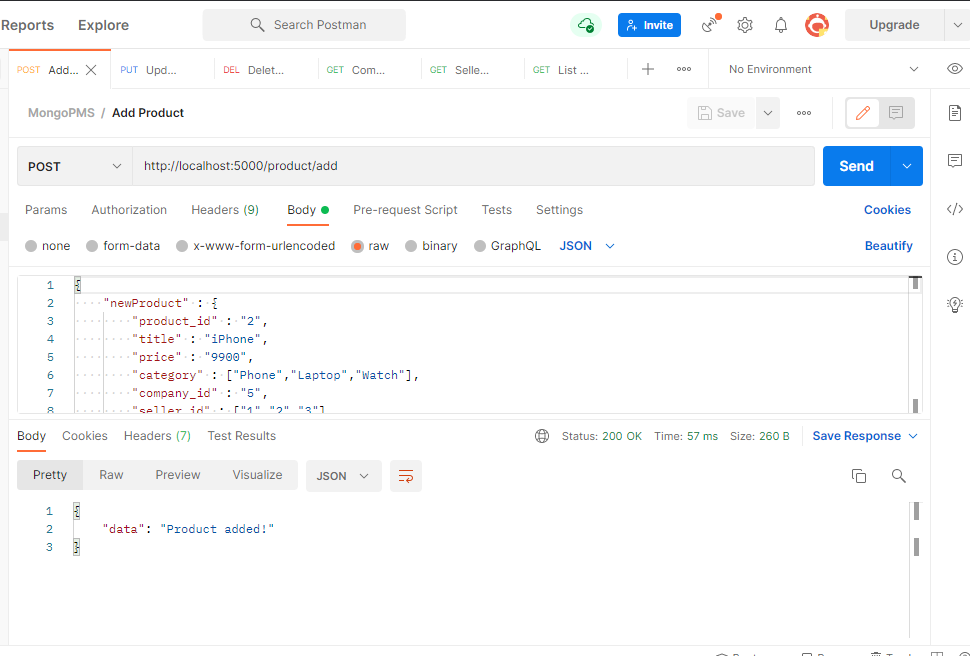 Reports Explore Search Postman Invite Upgrade
POST Add... PUT Upd... DEL Delet... GET Com... GET Selle... GET List ... No Environment
MongoPMS / Add Product Save
POST http://localhost:5000/product/add Send
Params Authorization Headers (9) Body Pre-request Script Tests Settings Cookies
none form-data x-www-form-urlencoded raw binary GraphQL JSON Beautify
1 {
2 "newProduct" : {
3 "product_id" : "2",
4 "title" : "iPhone",
5 "price" : "9900",
6 "category" : ["Phone","Laptop","Watch"],
7 "company_id" : "5",
8 "seller_id" : ["1","2","3"]
Body Cookies Headers (7) Test Results Status: 200 OK Time: 57 ms Size: 260 B Save Response
Pretty Raw Preview Visualize JSON
1 {
2 "data": "Product added!"
3 }